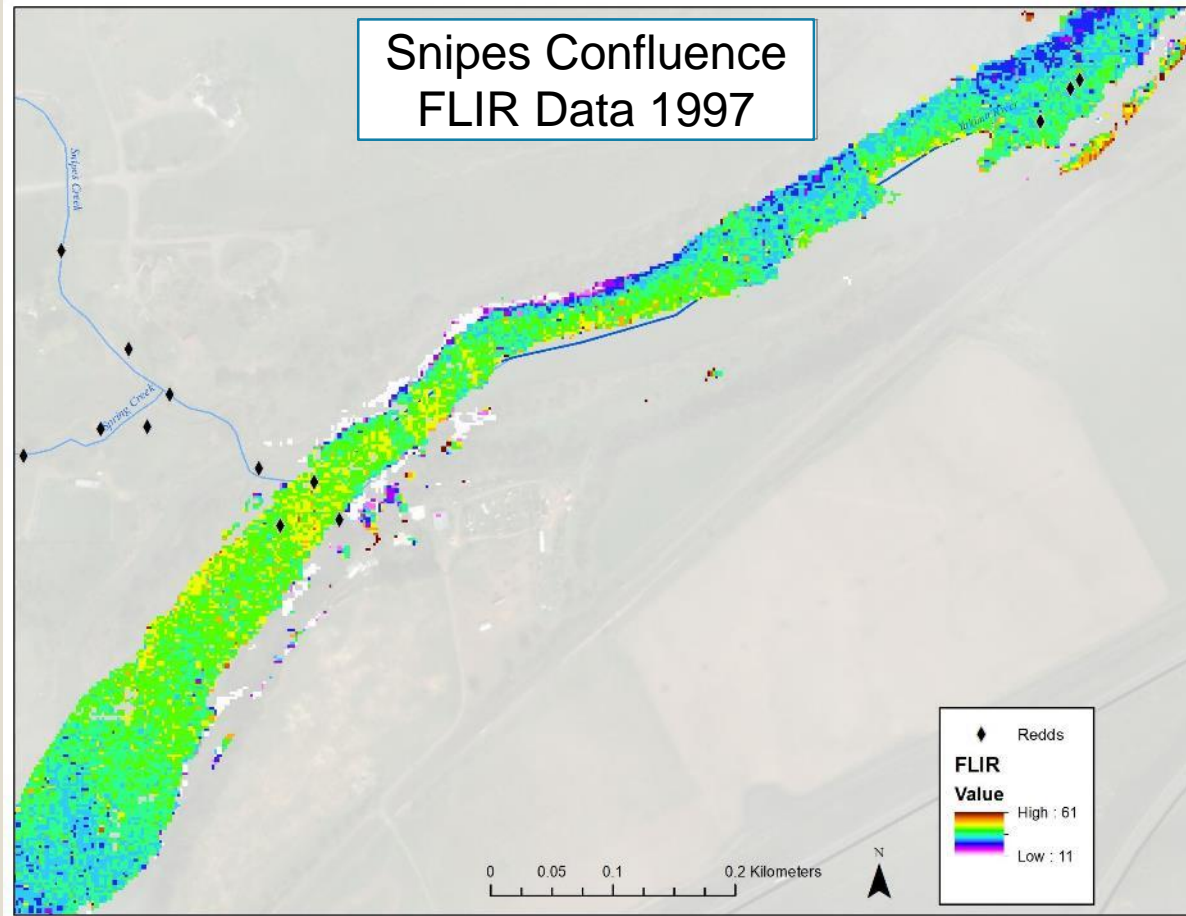 Snipes Confluence
FLIR Data 1997
Yakima River
Snipes Creek
Spring Creek
Redds
FLIR
Value
High : 61
Low : 11
N
0 0.05 0.1 0.2 Kilometers